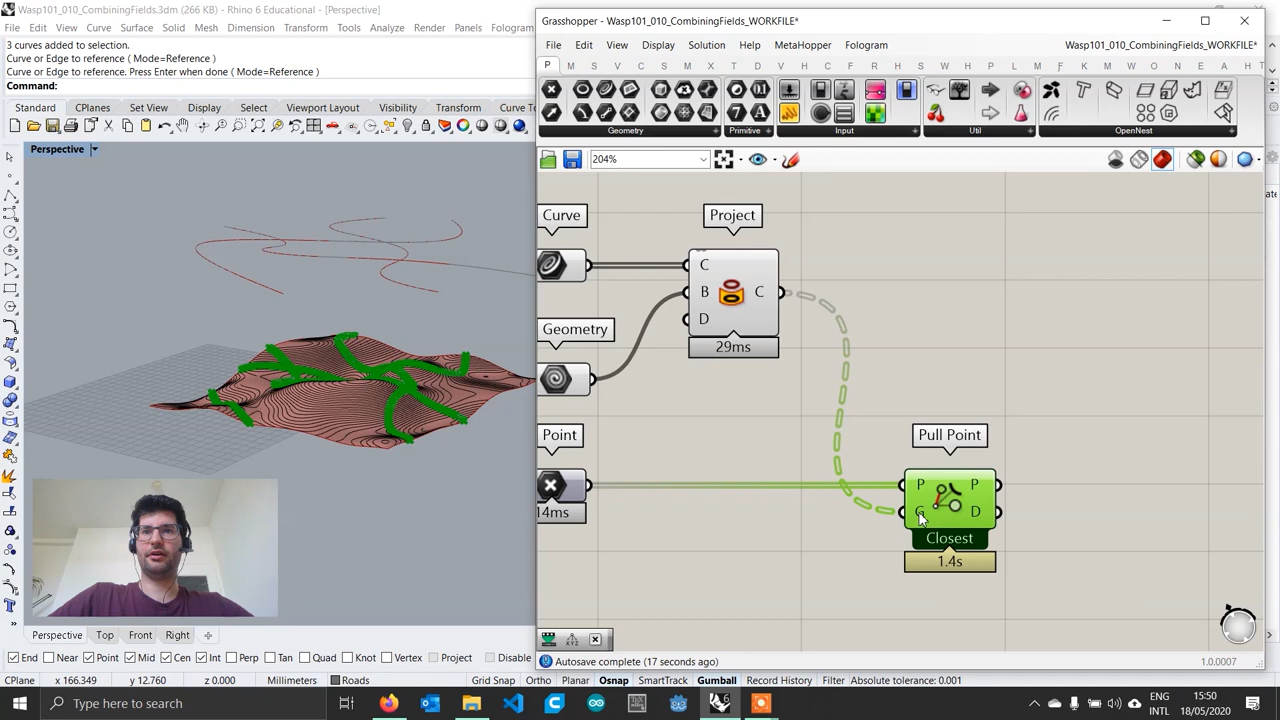 Wasp101_010_CombiningFields.3dm (266 KB) - Rhino 6 Educational - [Perspective]
File Edit View Curve Surface Solid Mesh Dimension Transform Tools Analyze Render Panels Fologram
3 curves added to selection.
Curve or Edge to reference ( Mode=Reference )
Curve or Edge to reference. Press Enter when done ( Mode=Reference )
Command:
Standard CPlanes Set View Display Select Viewport Layout Visibility Transform Curve To
Perspective
Perspective Top Front Right
End Near Point Mid Cen Int Perp Tan Quad Knot Vertex Project Disable
CPlane x 166.349 y 12.760 z 0.000 Millimeters Roads Grid Snap Ortho Planar Osnap SmartTrack Gumball Record History Filter Absolute tolerance: 0.001
Grasshopper - Wasp101_010_CombiningFields_WORKFILE*
File Edit View Display Solution Help MetaHopper Fologram Wasp101_010_CombiningFields_WORKFILE*
P M S V C S M X T D V W K B L H S W A P M F E D T H D T
Geometry Primitive Input Util OpenNest
204%
Curve
Project
C
B
D
C
29ms
Geometry
Point
14ms
Pull Point
P
G
P
D
Closest
1.4s
Autosave complete (17 seconds ago)
1.0.0007
Type here to search
ENG
INTL
15:50
18/05/2020